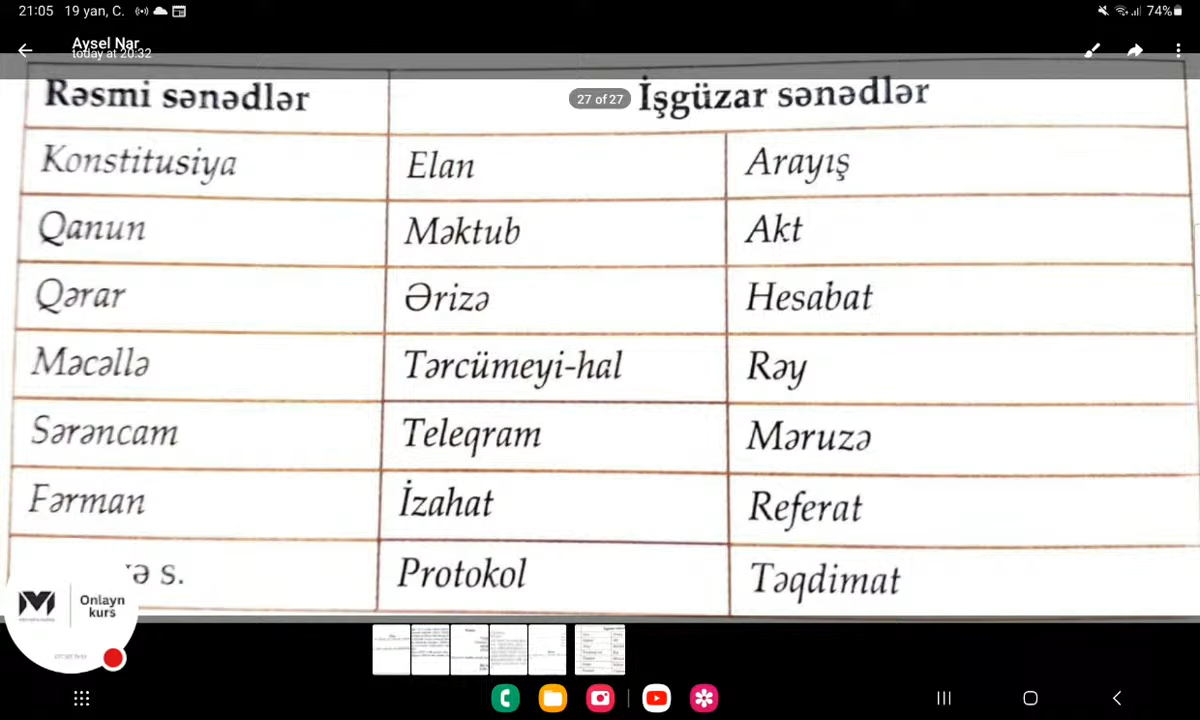 21:05 19 yan, C. 74%
Aysel Nar
today at 20:32
27 of 27
Rəsmi sənədlər İşgüzar sənədlər
Konstitusiya Elan Arayış
Qanun Məktub Akt
Qərar Ərizə Hesabat
Məcəllə Tərcümeyi-hal Rəy
Sərəncam Teleqram Məruzə
Fərman İzahat Referat
ə s. Protokol Təqdimat
Onlayn
kurs